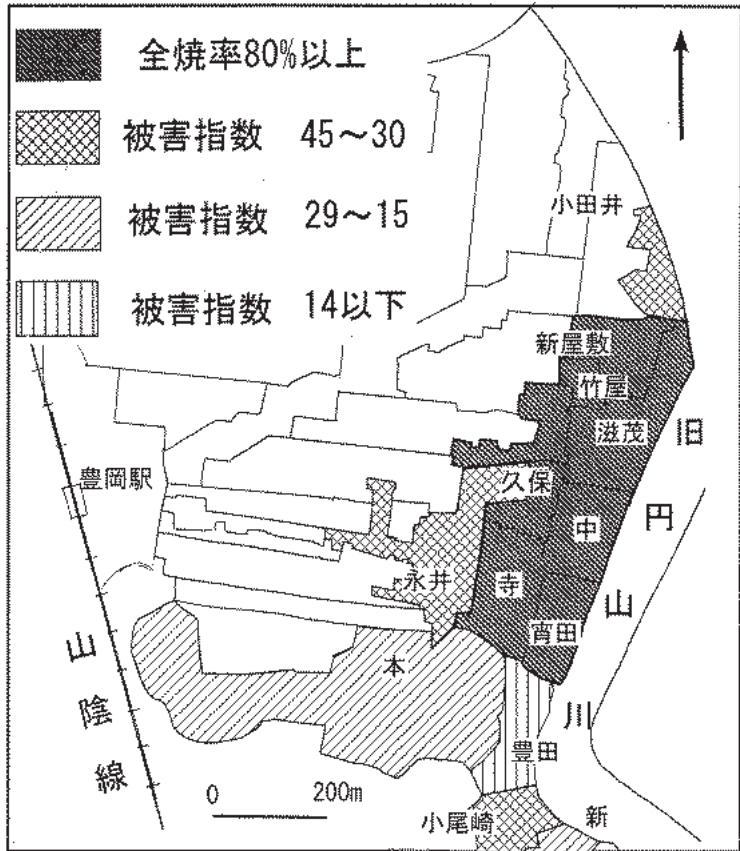 全焼率80%以上
被害指数 45～30
被害指数 29～15
被害指数 14以下
小田井
新屋敷
竹屋
滋茂
旧円山川
豊岡駅
久保
中
永井
寺
宵田
本
山陰線
豊田
0 200m
小尾崎
新